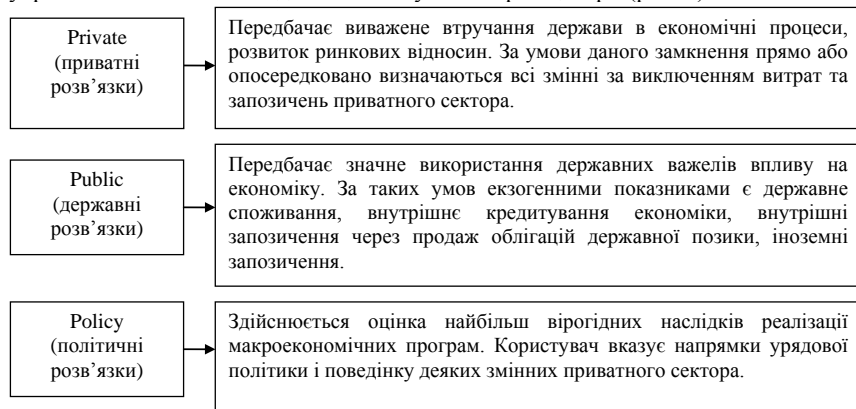 Private
(приватні
розв’язки)
Передбачає виважене втручання держави в економічні процеси,
розвиток ринкових відносин. За умови даного замкнення прямо або
опосередковано визначаються всі змінні за виключенням витрат та
запозичень приватного сектора.
Public
(державні
розв’язки)
Передбачає значне використання державних важелів впливу на
економіку. За таких умов екзогенними показниками є державне
споживання, внутрішнє кредитування економіки, внутрішні
запозичення через продаж облігацій державної позики, іноземні
запозичення.
Policy
(політичні
розв’язки)
Здійснюється оцінка найбільш вірогідних наслідків реалізації
макроекономічних програм. Користувач вказує напрямки урядової
політики і поведінку деяких змінних приватного сектора.